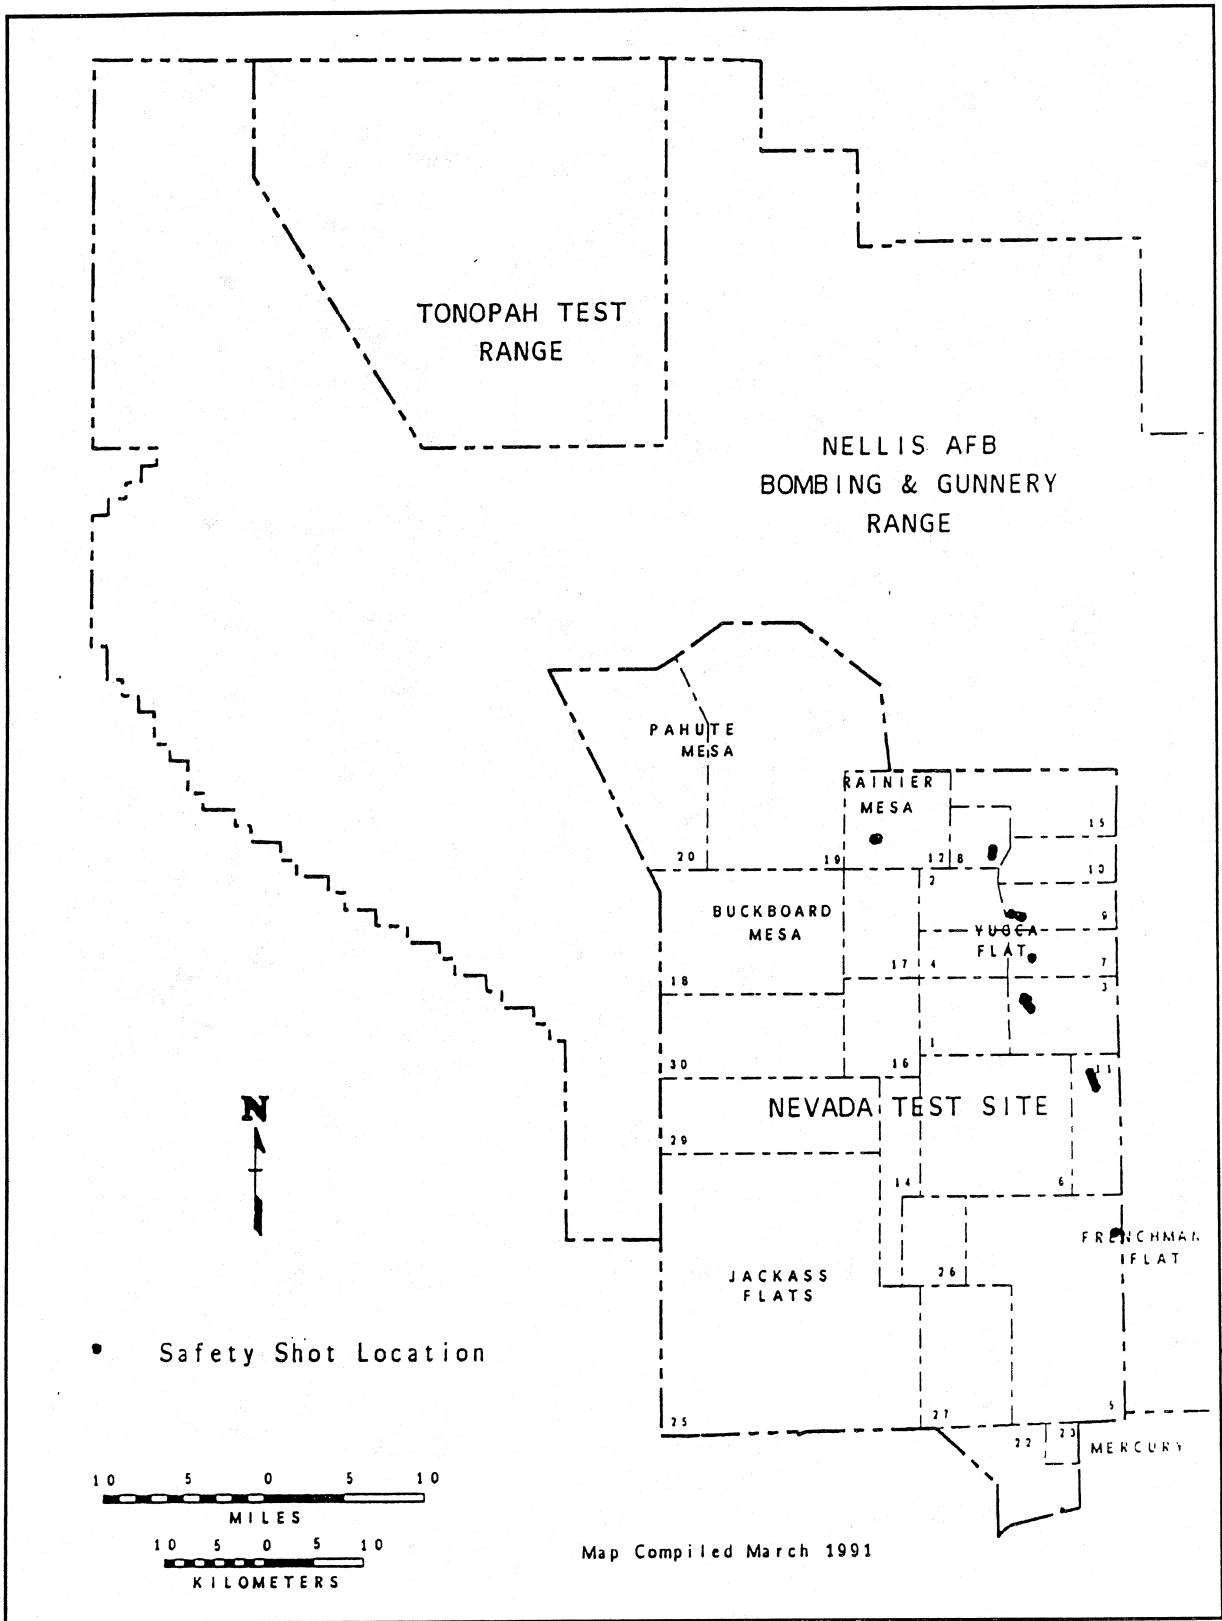 TONOPAH TEST
RANGE
NELLIS AFB
BOMBING & GUNNERY
RANGE
PAHUTE
MESA
RAINIER
MESA
15
20
19
12
8
10
2
BUCKBOARD
MESA
9
YUCCA
FLAT
17
4
7
18
3
1
30
16
11
N
NEVADA TEST SITE
29
14
6
FRENCHMAN
FLAT
26
JACKASS
FLATS
Safety Shot Location
25
27
5
22
23
MERCURY
10 5 0 5 10
MILES
10 5 0 5 10
KILOMETERS
Map Compiled March 1991